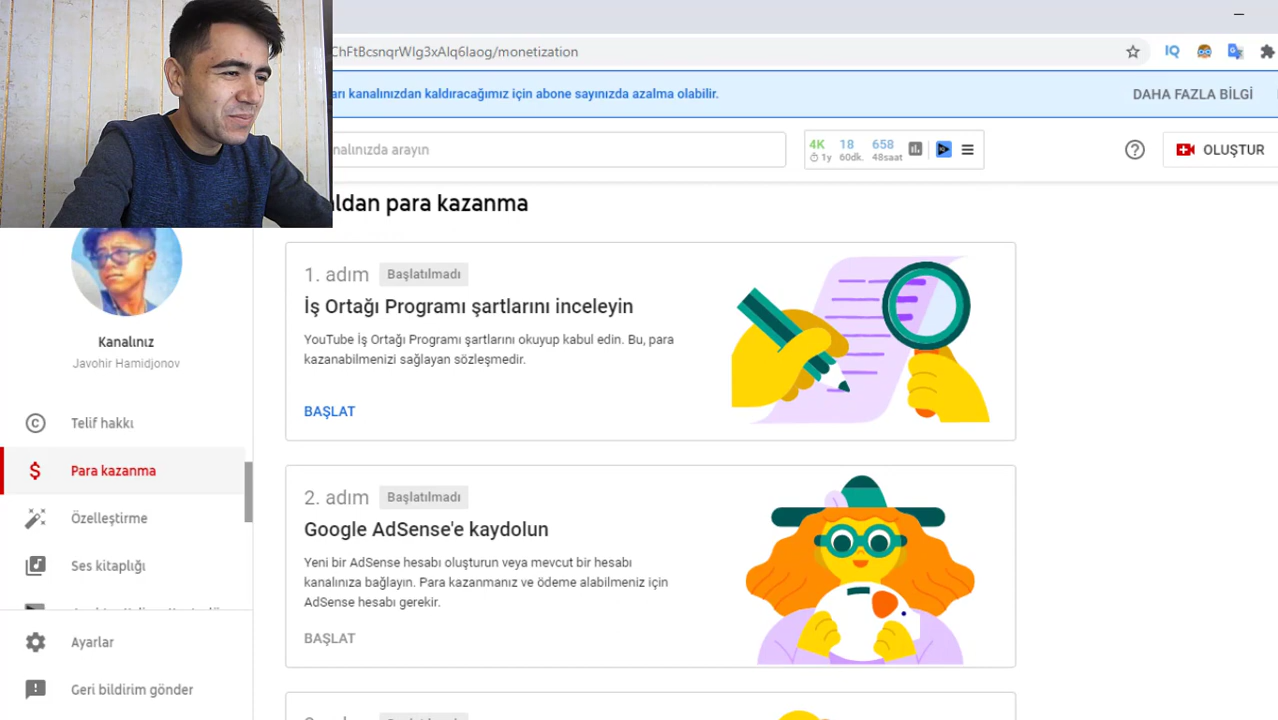 ChFtBcsnqrWIg3xAIq6Iaog/monetization
IQ
arı kanalınızdan kaldıracağımız için abone sayınızda azalma olabilir.
DAHA FAZLA BİLGİ
nalınızda arayın
4K 18 658
1y 60dk. 48saat
OLUŞTUR
ldan para kazanma
1. adım Başlatılmadı
İş Ortağı Programı şartlarını inceleyin
YouTube İş Ortağı Programı şartlarını okuyup kabul edin. Bu, para
kazanabilmenizi sağlayan sözleşmedir.
BAŞLAT
Kanalınız
Javohir Hamidjonov
Telif hakkı
Para kazanma
Özelleştirme
Ses kitaplığı
Ayarlar
Geri bildirim gönder
2. adım Başlatılmadı
Google AdSense'e kaydolun
Yeni bir AdSense hesabı oluşturun veya mevcut bir hesabı
kanalınıza bağlayın. Para kazanmanız ve ödeme alabilmeniz için
AdSense hesabı gerekir.
BAŞLAT